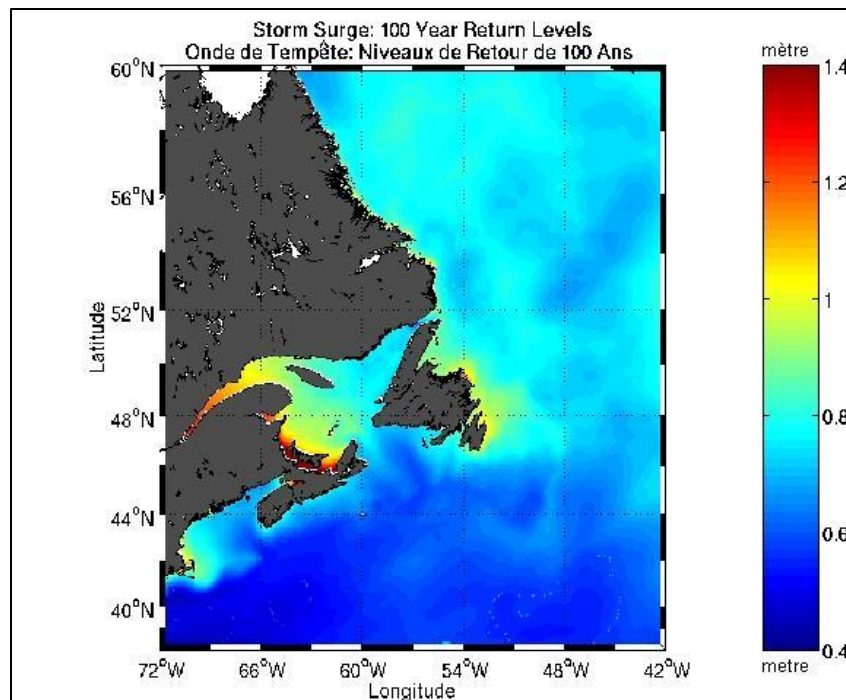 Storm Surge: 100 Year Return Levels
Onde de Tempête: Niveaux de Retour de 100 Ans
mètre
60°N
56°N
52°N
48°N
44°N
40°N
Latitude
72°W 66°W 60°W 54°W 48°W 42°W
Longitude
1.4
1.2
1
0.8
0.6
0.4
metre